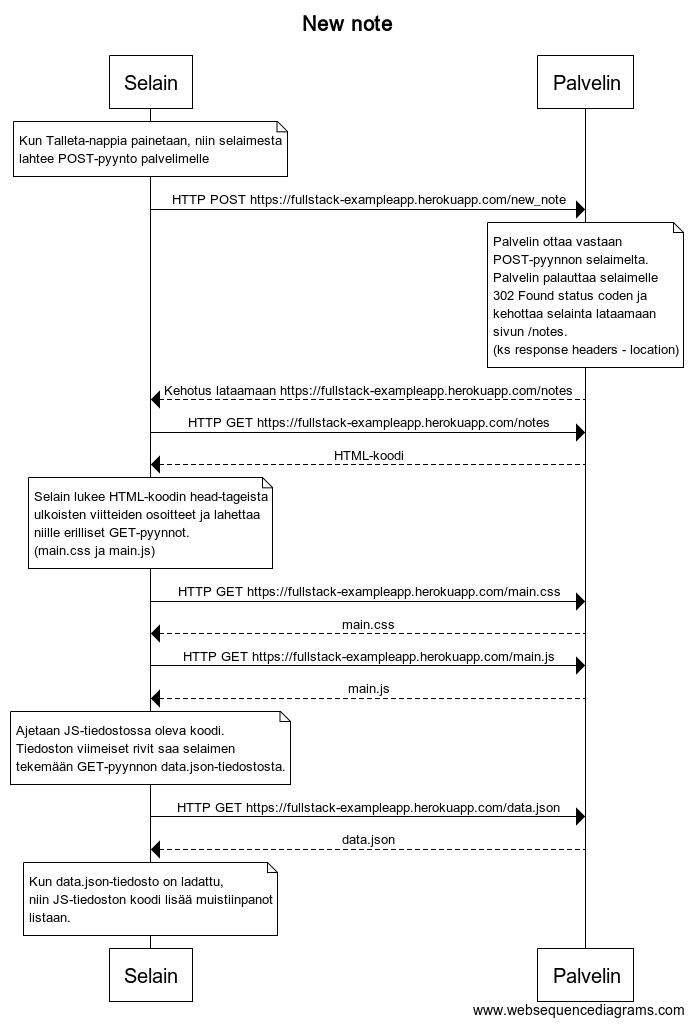 New note
Selain
Palvelin
Kun Talleta-nappia painetaan, niin selaimesta
lahtee POST-pyynto palvelimelle
HTTP POST https://fullstack-exampleapp.herokuapp.com/new_note
Palvelin ottaa vastaan
POST-pyynnon selaimelta.
Palvelin palauttaa selaimelle
302 Found status coden ja
kehottaa selainta lataamaan
sivun /notes.
(ks response headers - location)
Kehotus lataamaan https://fullstack-exampleapp.herokuapp.com/notes
HTTP GET https://fullstack-exampleapp.herokuapp.com/notes
HTML-koodi
Selain lukee HTML-koodin head-tageista
ulkoisten viitteiden osoitteet ja lahettaa
niille erilliset GET-pyynnot.
(main.css ja main.js)
HTTP GET https://fullstack-exampleapp.herokuapp.com/main.css
main.css
HTTP GET https://fullstack-exampleapp.herokuapp.com/main.js
main.js
Ajetaan JS-tiedostossa oleva koodi.
Tiedoston viimeiset rivit saa selaimen
tekemään GET-pyynnon data.json-tiedostosta.
HTTP GET https://fullstack-exampleapp.herokuapp.com/data.json
data.json
Kun data.json-tiedosto on ladattu,
niin JS-tiedoston koodi lisää muistiinpanot
listaan.
Selain
Palvelin
www.websequencediagrams.com